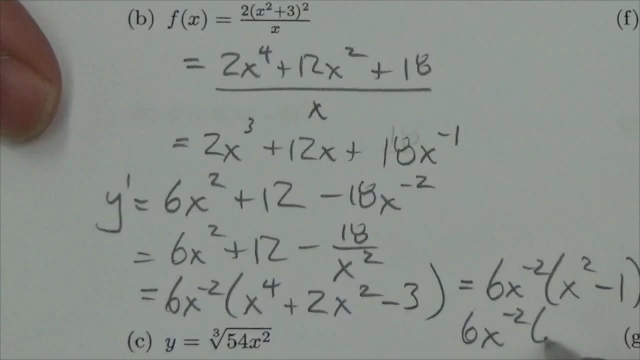 (b) f(x) = 2(x²+3)²/x
(f)
= (2x⁴+12x²+18)/x
= 2x³+12x+18x⁻¹
y' = 6x²+12-18x⁻²
= 6x²+12-18/x²
= 6x⁻²(x⁴+2x²-3) = 6x⁻²(x²-1)
6x⁻²(
(c) y = ∛54x²
(g